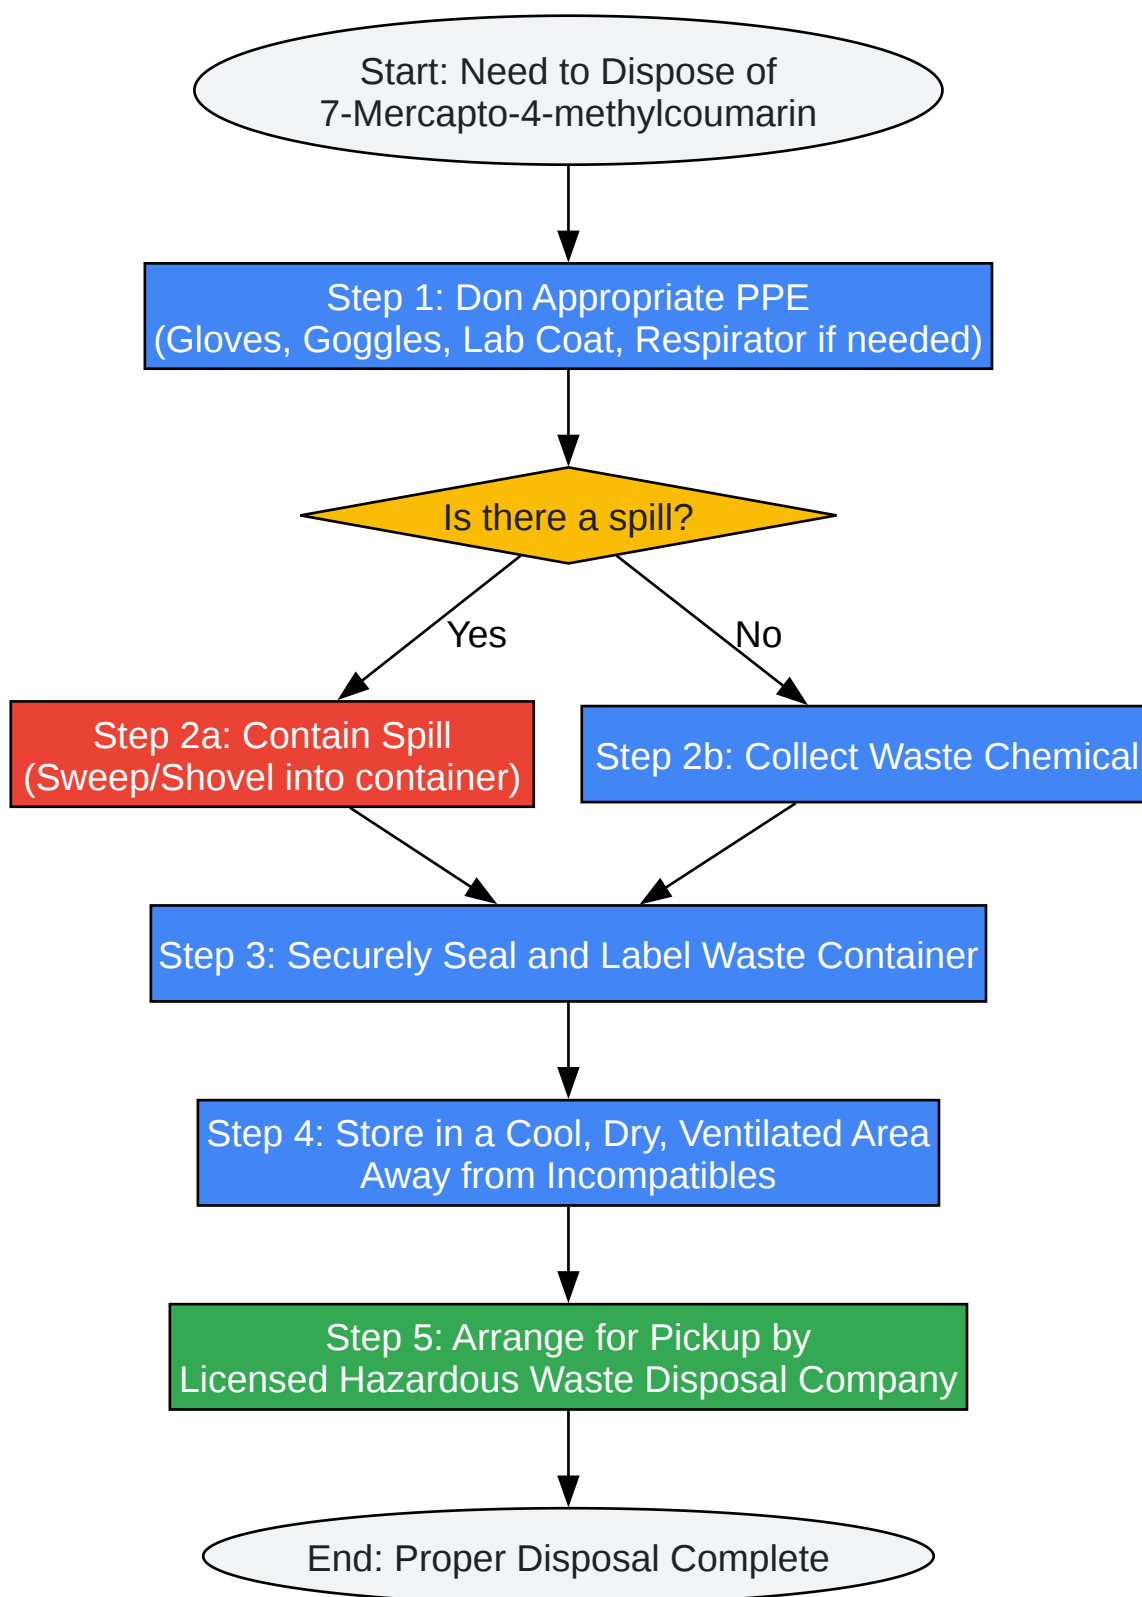 Start: Need to Dispose of
7-Mercapto-4-methylcoumarin
Step 1: Don Appropriate PPE
(Gloves, Goggles, Lab Coat, Respirator if needed)
Is there a spill?
Yes
No
Step 2a: Contain Spill
(Sweep/Shovel into container)
Step 2b: Collect Waste Chemical
Step 3: Securely Seal and Label Waste Container
Step 4: Store in a Cool, Dry, Ventilated Area
Away from Incompatibles
Step 5: Arrange for Pickup by
Licensed Hazardous Waste Disposal Company
End: Proper Disposal Complete